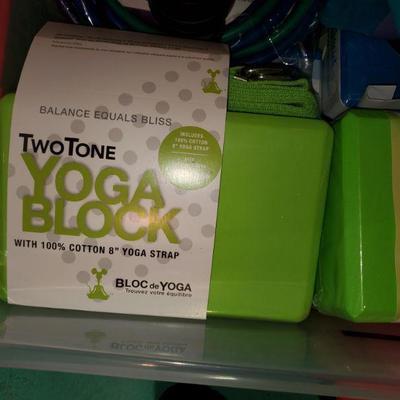 BALANCE EQUALS BLISS
TWOTONE
YOGA
BLOCK
WITH 100% COTTON 8" YOGA STRAP
INCLUDES
100% COTTON
8" YOGA STRAP
BLOC de YOGA
Trouvez votre équilibre